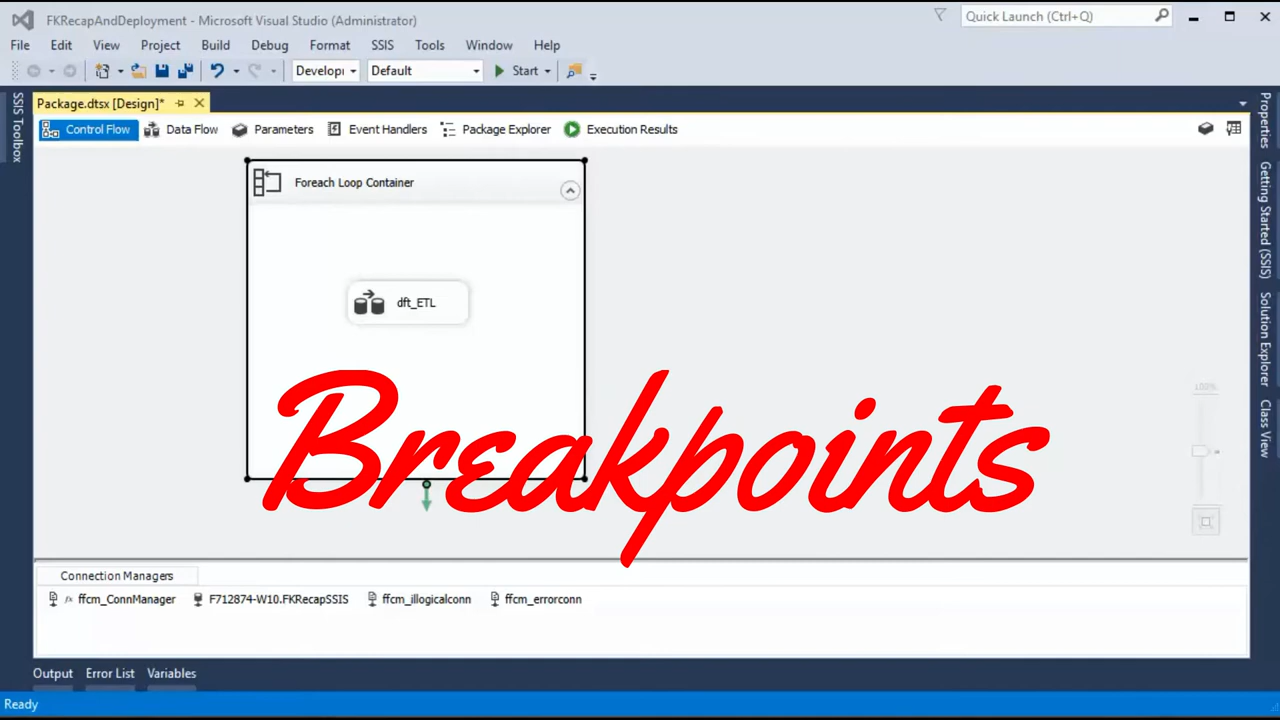 FKRecapAndDeployment - Microsoft Visual Studio (Administrator)
Quick Launch (Ctrl+Q)
File Edit View Project Build Debug Format SSIS Tools Window Help
Develop Default Start
Package.dtsx [Design]*
Control Flow Data Flow Parameters Event Handlers Package Explorer Execution Results
SSIS Toolbox
Foreach Loop Container
dft_ETL
Breakpoints
100%
Properties
Getting Started (SSIS)
Solution Explorer
Class View
Connection Managers
fx ffcm_ConnManager F712874-W10.FKRecapSSIS ffcm_illogicalconn ffcm_errorconn
Output Error List Variables
Ready